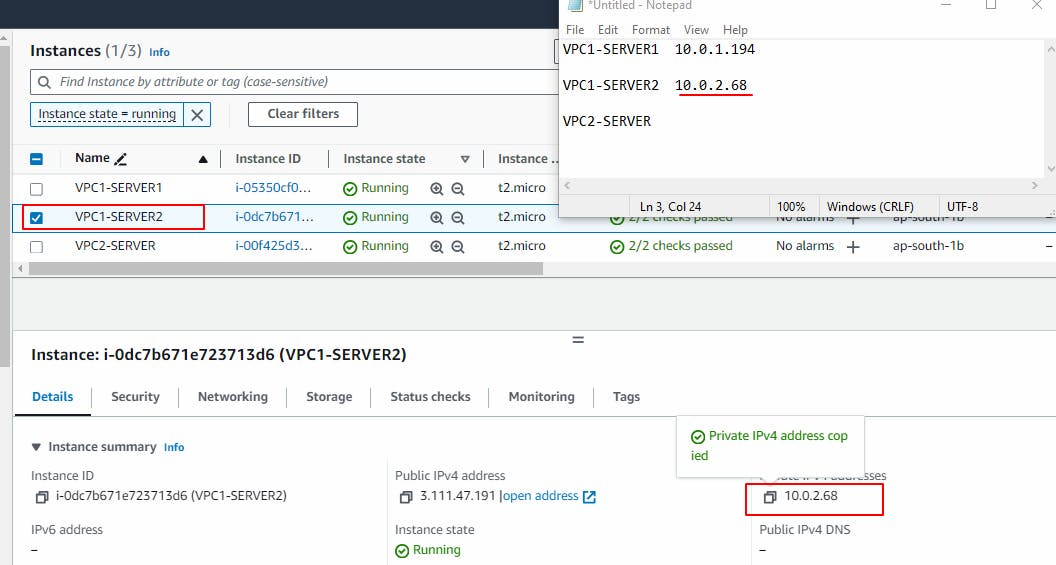 *Untitled - Notepad
File Edit Format View Help
VPC1-SERVER1 10.0.1.194
VPC1-SERVER2 10.0.2.68
VPC2-SERVER
Ln 3, Col 24 100% Windows (CRLF) UTF-8
Instances (1/3) Info
Find Instance by attribute or tag (case-sensitive)
Instance state = running
Clear filters
Name Instance ID Instance state Instance ...
VPC1-SERVER1 i-05350cf0... Running t2.micro
VPC1-SERVER2 i-0dc7b671... Running t2.micro 2/2 checks passed No alarms ap-south-1b –
VPC2-SERVER i-00f425d3... Running t2.micro 2/2 checks passed No alarms ap-south-1b –
Instance: i-0dc7b671e723713d6 (VPC1-SERVER2)
Details Security Networking Storage Status checks Monitoring Tags
Private IPv4 address cop
ied
Instance summary Info
Instance ID
i-0dc7b671e723713d6 (VPC1-SERVER2)
Public IPv4 address
3.111.47.191 |open address
IPv4 addresses
10.0.2.68
IPv6 address
–
Instance state
Running
Public IPv4 DNS
–